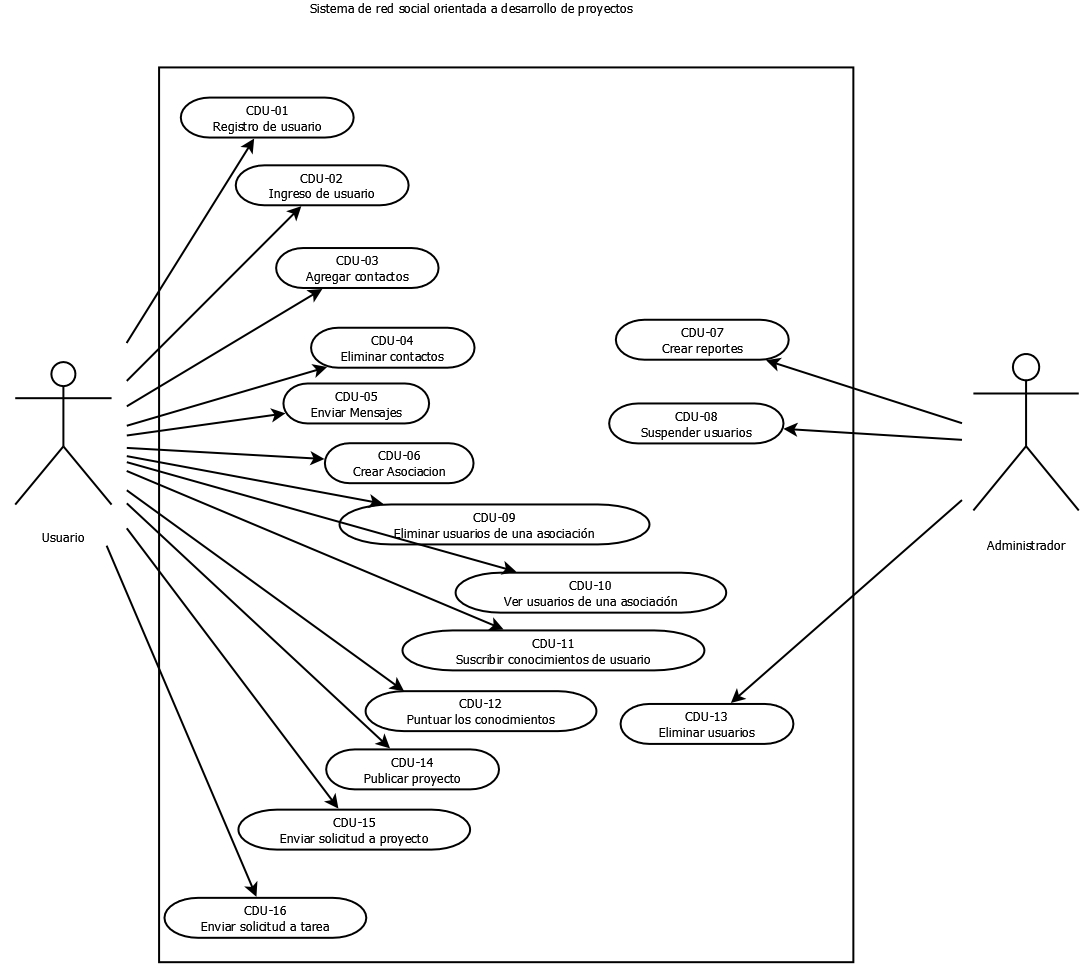 Sistema de red social orientada a desarrollo de proyectos
CDU-01
Registro de usuario
CDU-02
Ingreso de usuario
CDU-03
Agregar contactos
CDU-04
Eliminar contactos
CDU-05
Enviar Mensajes
CDU-06
Crear Asociacion
CDU-07
Crear reportes
CDU-08
Suspender usuarios
CDU-09
Eliminar usuarios de una asociación
Usuario
Administrador
CDU-10
Ver usuarios de una asociación
CDU-11
Suscribir conocimientos de usuario
CDU-12
Puntuar los conocimientos
CDU-13
Eliminar usuarios
CDU-14
Publicar proyecto
CDU-15
Enviar solicitud a proyecto
CDU-16
Enviar solicitud a tarea